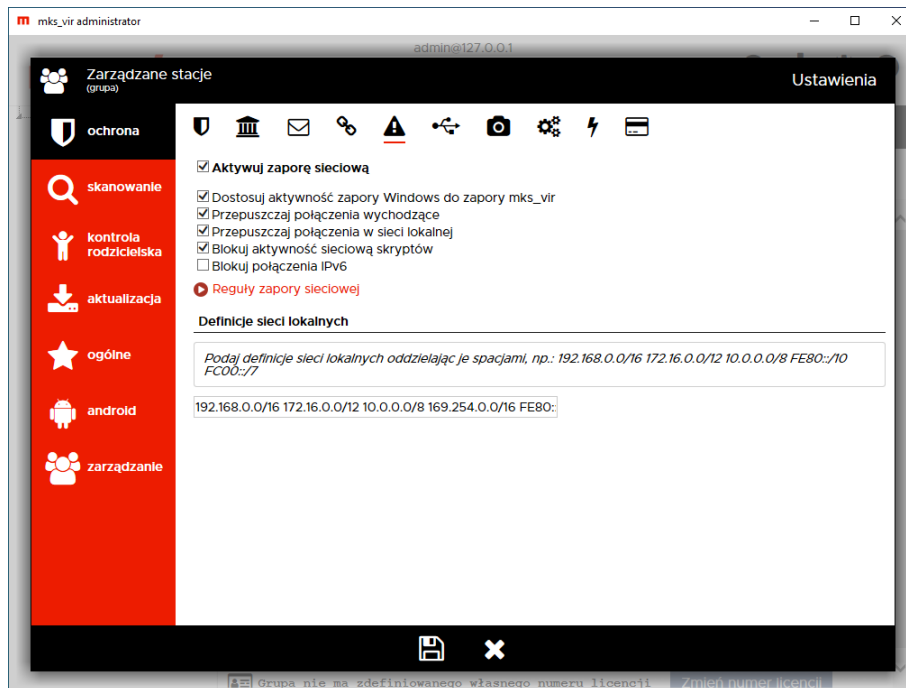 mks_vir administrator
admin@127.0.0.1
Zarządzane stacje
(grupa)
Ustawienia
ochrona
skanowanie
kontrola
rodzicielska
aktualizacja
ogólne
android
zarządzanie
Aktywuj zaporę sieciową
Dostosuj aktywność zapory Windows do zapory mks_vir
Przepuszczaj połączenia wychodzące
Przepuszczaj połączenia w sieci lokalnej
Blokuj aktywność sieciową skryptów
Blokuj połączenia IPv6
Reguły zapory sieciowej
Definicje sieci lokalnych
Podaj definicje sieci lokalnych oddzielając je spacjami, np.: 192.168.0.0/16 172.16.0.0/12 10.0.0.0/8 FE80::/10
FC00::/7
192.168.0.0/16 172.16.0.0/12 10.0.0.0/8 169.254.0.0/16 FE80::
Grupa nie ma zdefiniowanego własnego numeru licencji
Zmień numer licencji